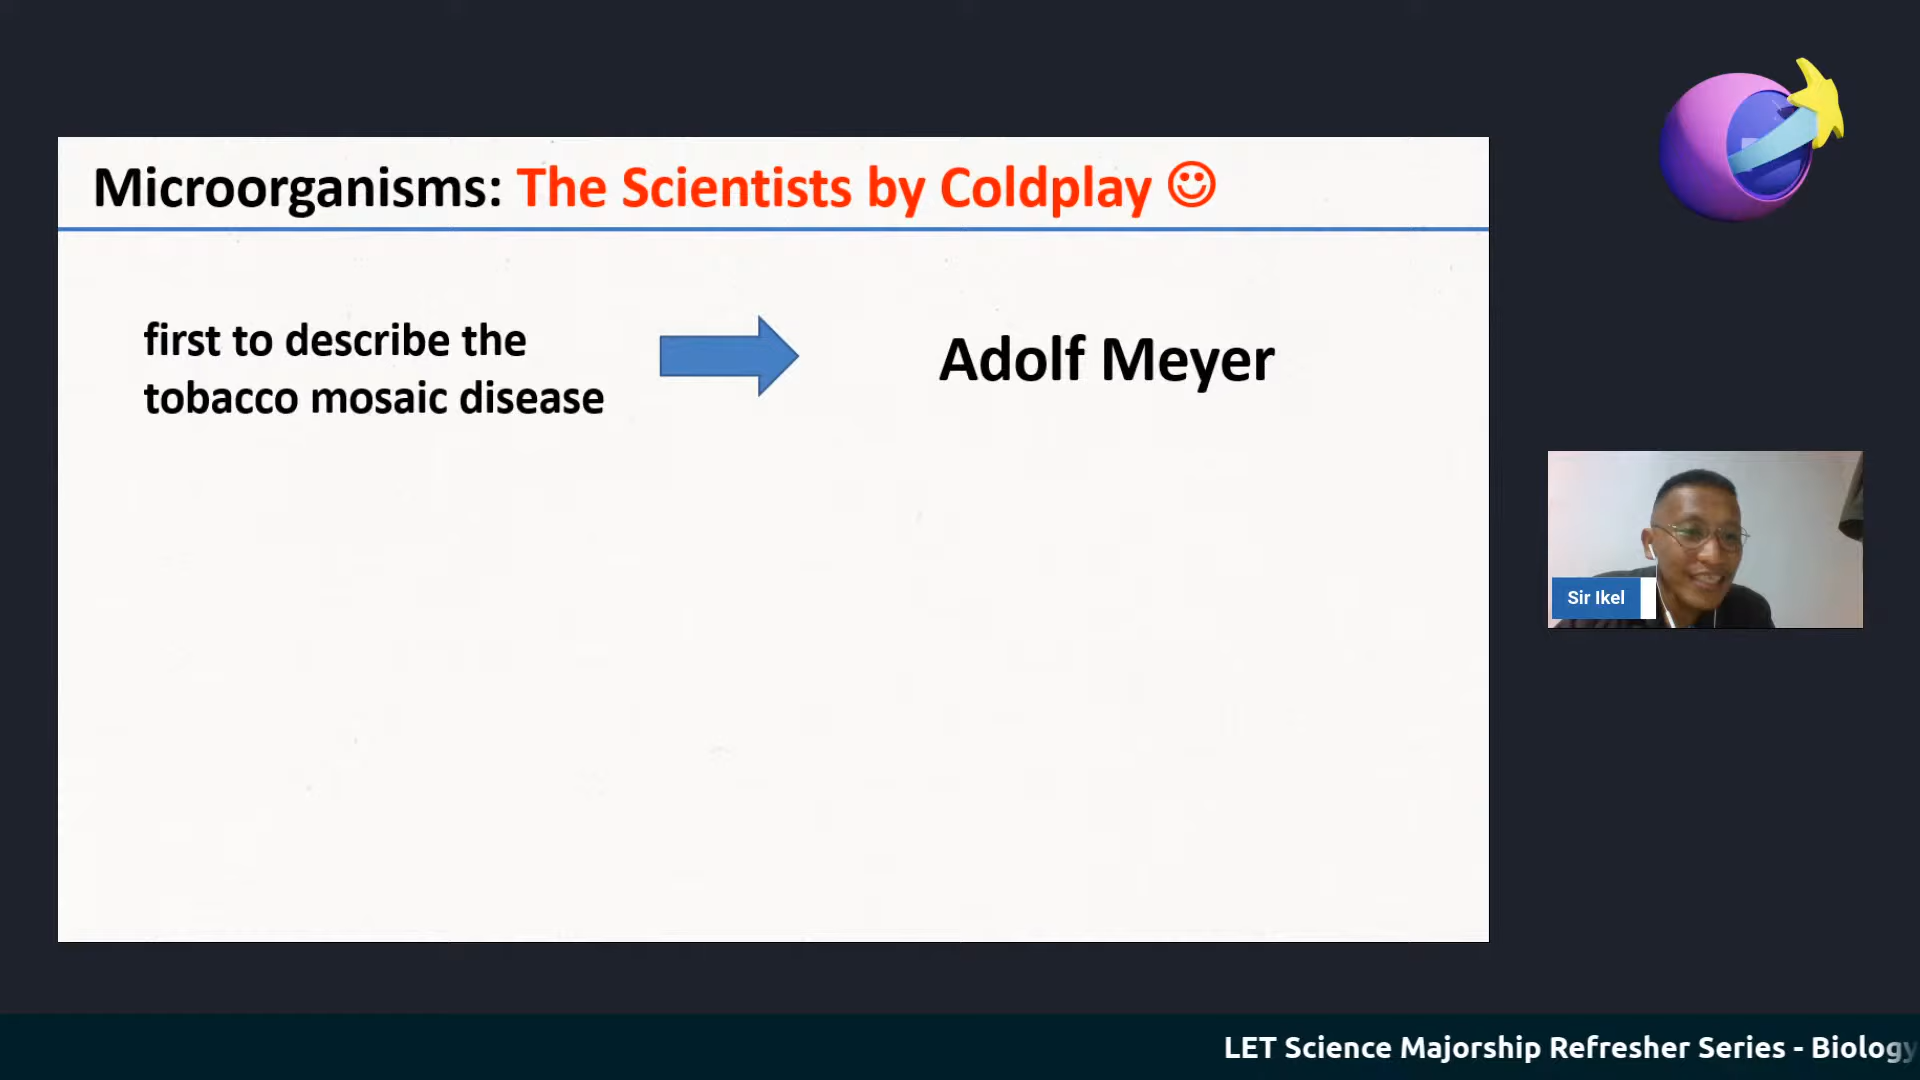 Microorganisms: The Scientists by Coldplay ☺
first to describe the
tobacco mosaic disease
Adolf Meyer
Sir Ikel
LET Science Majorship Refresher Series - Biology